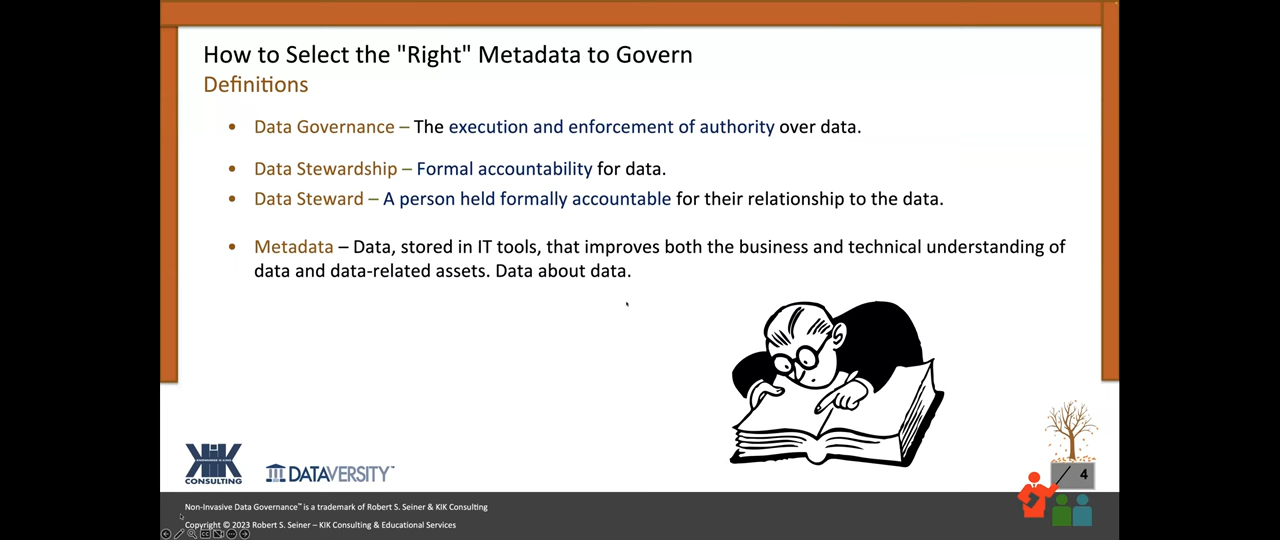 How to Select the "Right" Metadata to Govern
Definitions
• Data Governance – The execution and enforcement of authority over data.
• Data Stewardship – Formal accountability for data.
• Data Steward – A person held formally accountable for their relationship to the data.
• Metadata – Data, stored in IT tools, that improves both the business and technical understanding of
data and data-related assets. Data about data.
KIK
CONSULTING
DATAVERSITY™
4
Non-Invasive Data Governance™ is a trademark of Robert S. Seiner & KIK Consulting
Copyright © 2023 Robert S. Seiner – KIK Consulting & Educational Services